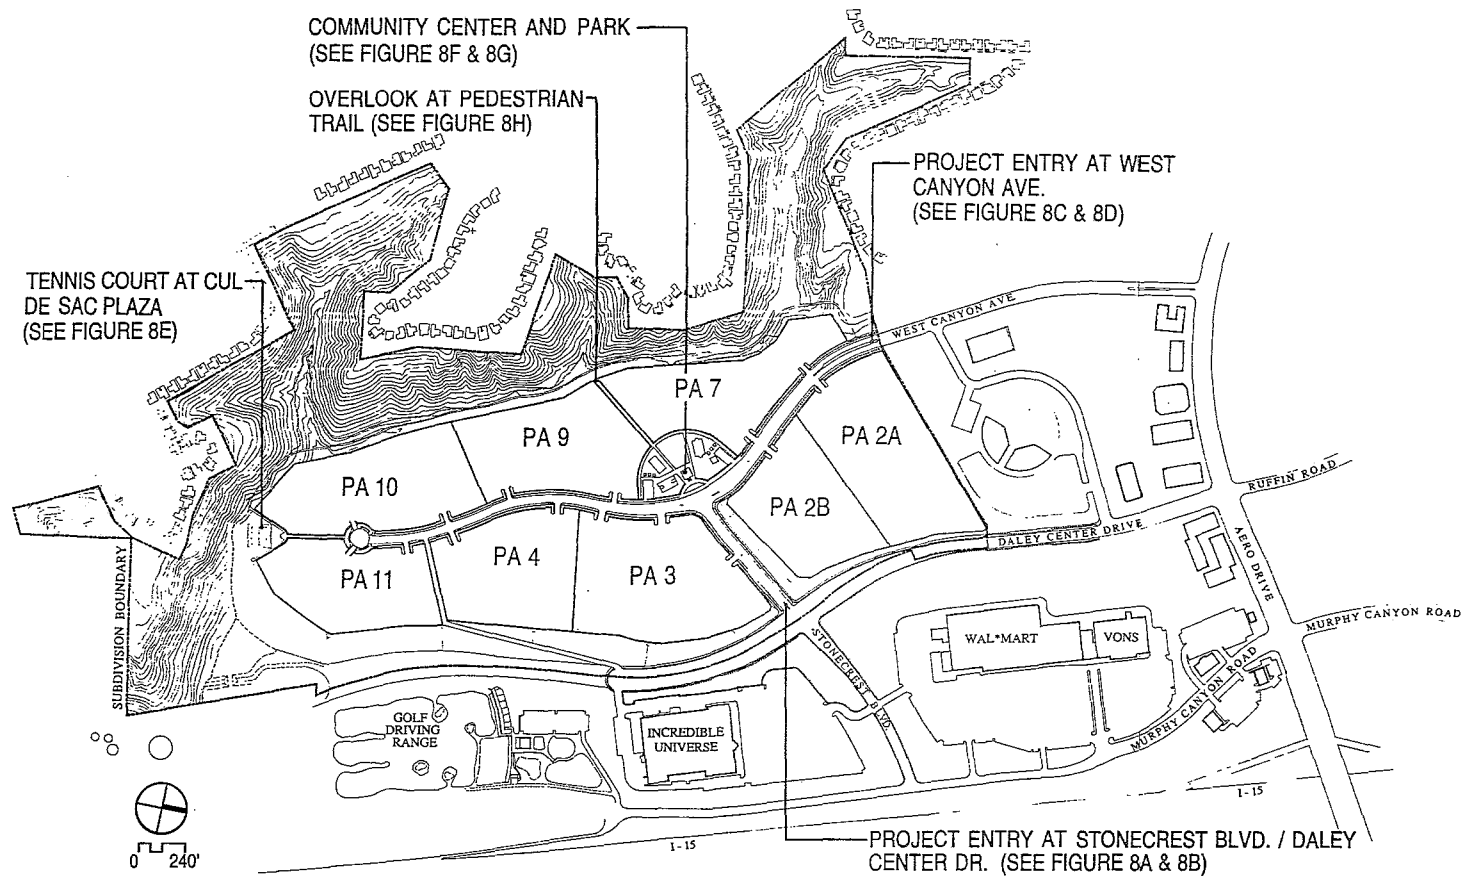 COMMUNITY CENTER AND PARK
(SEE FIGURE 8F & 8G)
OVERLOOK AT PEDESTRIAN
TRAIL (SEE FIGURE 8H)
PROJECT ENTRY AT WEST
CANYON AVE.
(SEE FIGURE 8C & 8D)
TENNIS COURT AT CUL
DE SAC PLAZA
(SEE FIGURE 8E)
WEST CANYON AVE
PA 7
PA 9
PA 2A
PA 10
PA 2B
RUFFIN ROAD
DALEY CENTER DRIVE
AERO DRIVE
PA 4
PA 3
PA 11
SUBDIVISION BOUNDARY
MURPHY CANYON ROAD
WAL*MART
VONS
STONECREST BLVD.
MURPHY CANYON ROAD
GOLF
DRIVING
RANGE
INCREDIBLE
UNIVERSE
I-15
I-15
0 240'
PROJECT ENTRY AT STONECREST BLVD. / DALEY
CENTER DR. (SEE FIGURE 8A & 8B)